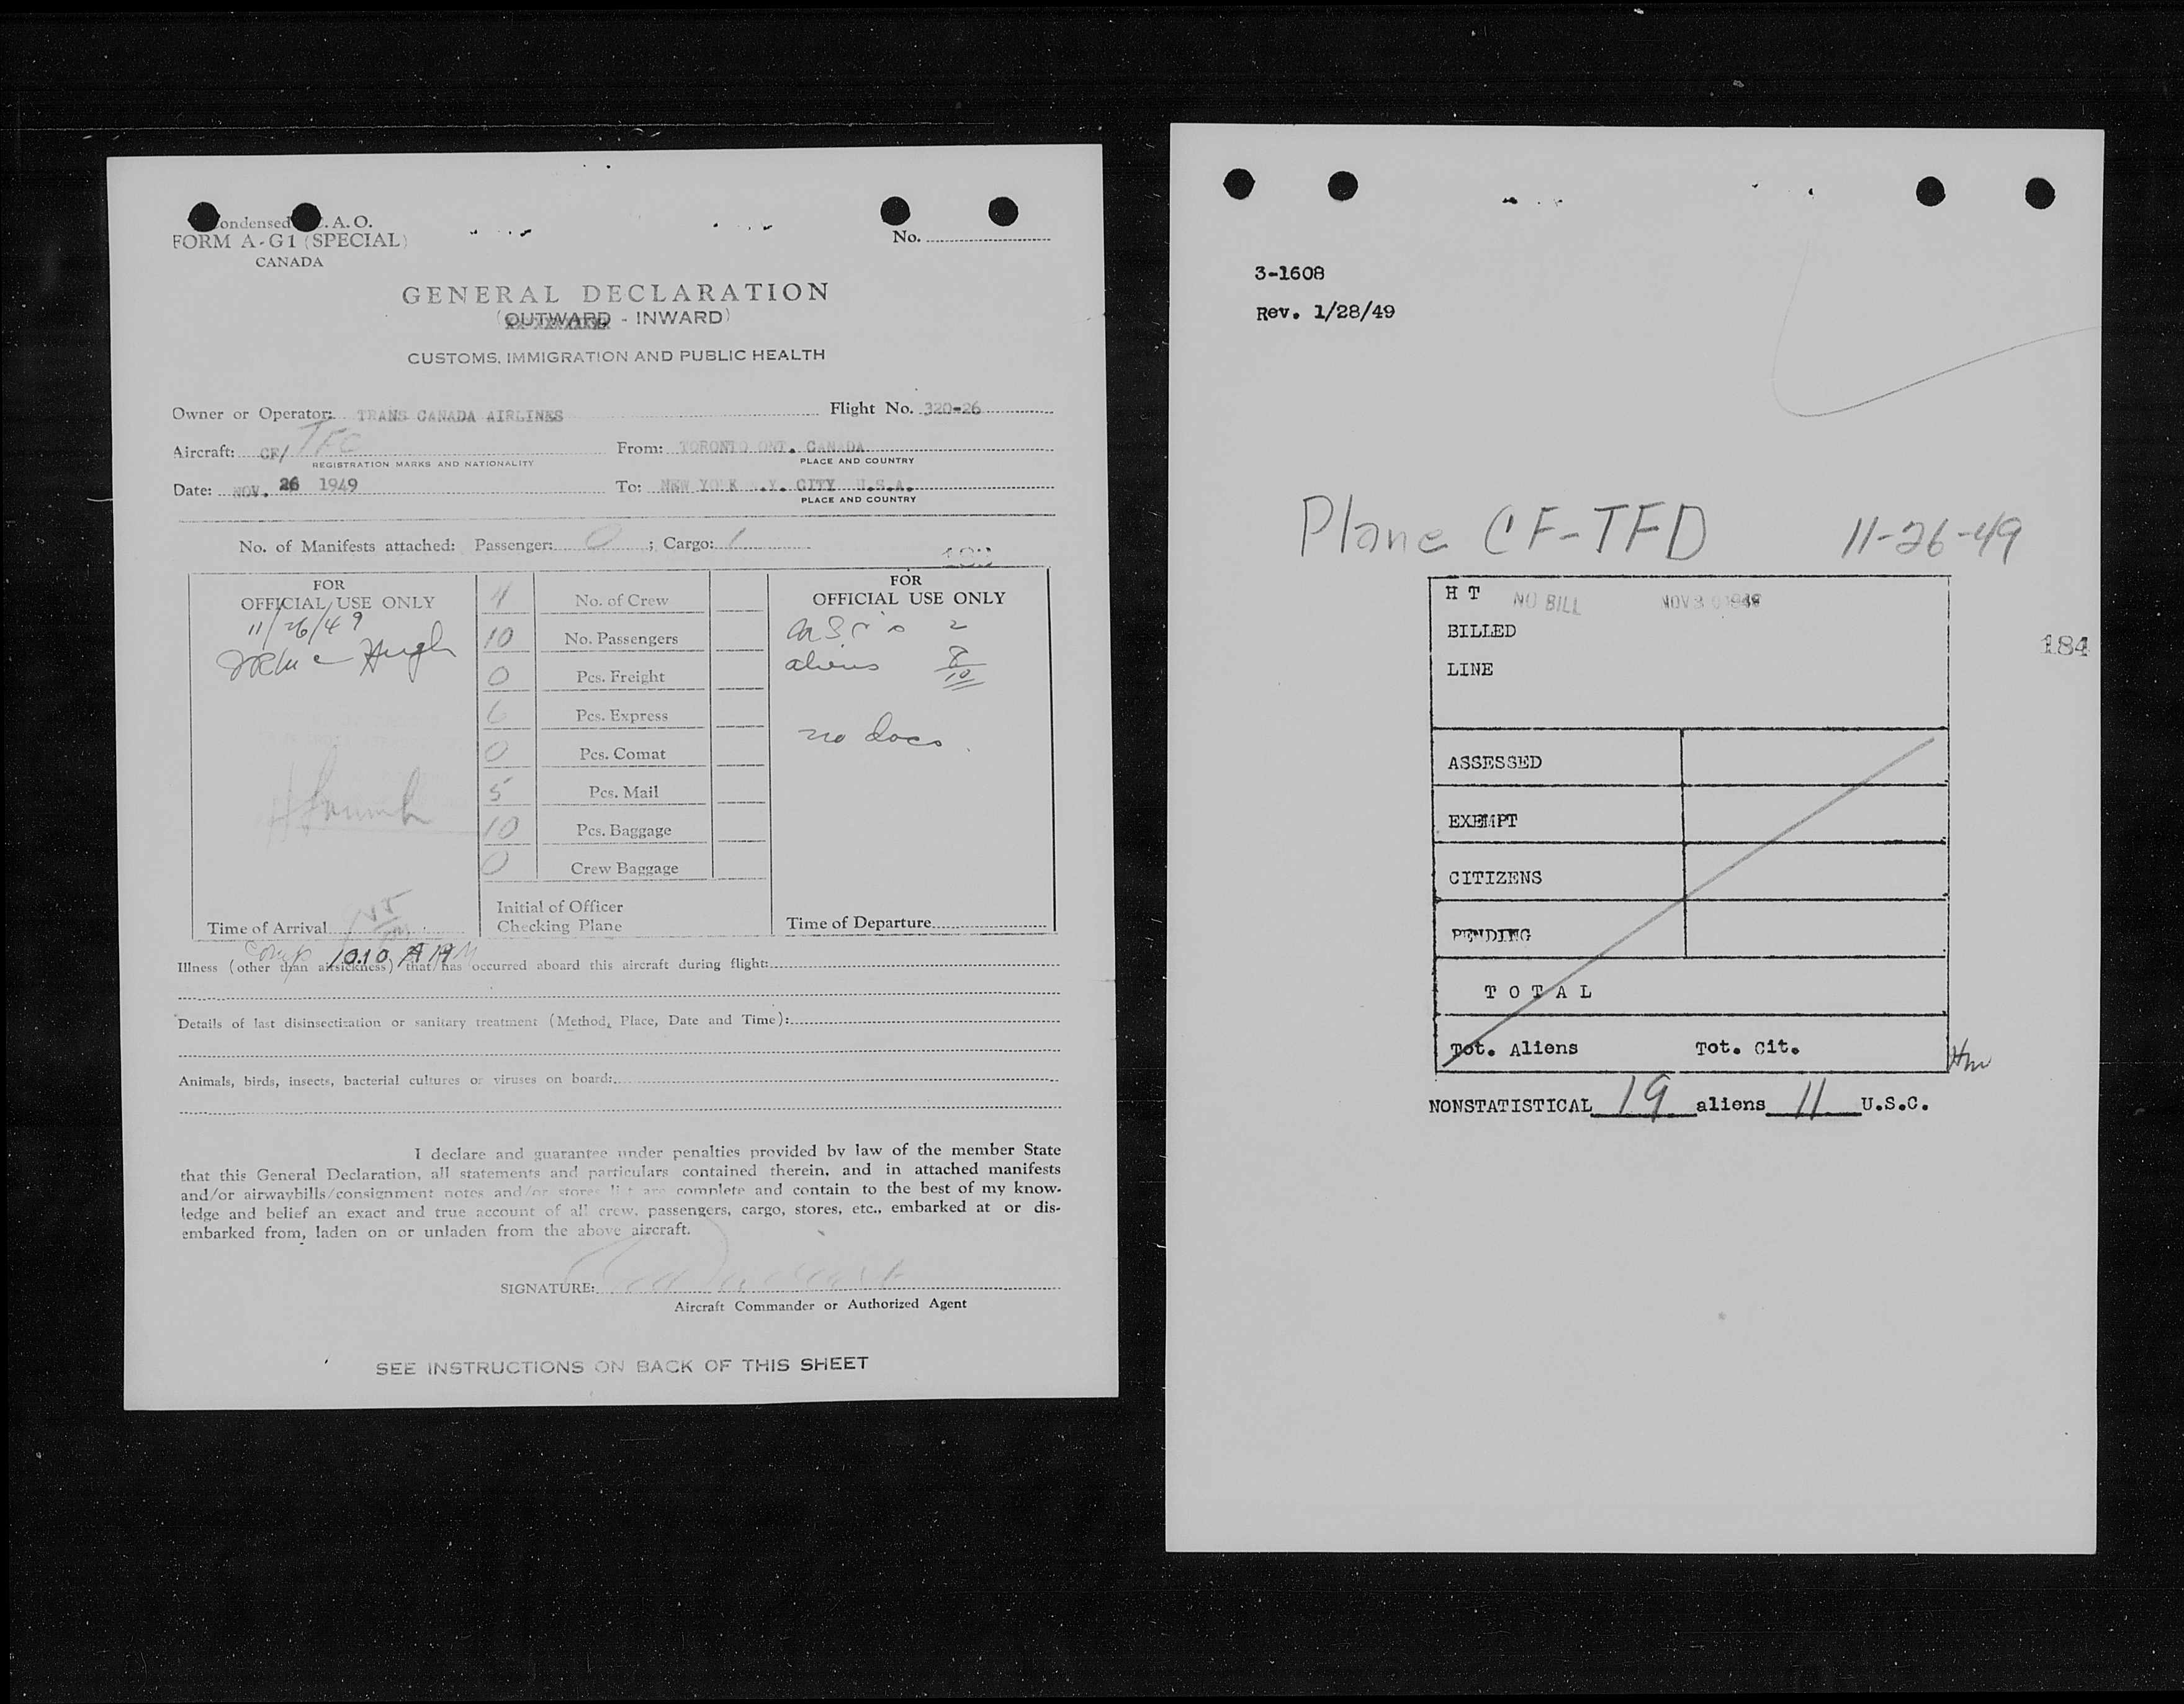 ondensed .A.O.
FORM A-G1 (SPECIAL)
CANADA
No.
GENERAL DECLARATION
(OUTWARD - INWARD)
CUSTOMS, IMMIGRATION AND PUBLIC HEALTH
Owner or Operator: TRANS CANADA AIRLINES Flight No. 320-26
Aircraft: CF/ TFC From: TORONTO ONT. CANADA
REGISTRATION MARKS AND NATIONALITY PLACE AND COUNTRY
Date: NOV. 26 1949 To: NEW YORK N.Y. CITY U.S.A.
PLACE AND COUNTRY
No. of Manifests attached: Passenger: 0 ; Cargo: 1
FOR
OFFICIAL USE ONLY
11/26/49
4 No. of Crew
10 No. Passengers
0 Pcs. Freight
6 Pcs. Express
0 Pcs. Comat
5 Pcs. Mail
10 Pcs. Baggage
0 Crew Baggage
FOR
OFFICIAL USE ONLY
2
aliens 8
10
no docs
Time of Arrival
Initial of Officer
Checking Plane
Time of Departure
1010 AM
Illness (other than airsickness) that has occurred aboard this aircraft during flight:
Details of last disinsectization or sanitary treatment (Method, Place, Date and Time):
Animals, birds, insects, bacterial cultures or viruses on board:
I declare and guarantee under penalties provided by law of the member State
that this General Declaration, all statements and particulars contained therein, and in attached manifests
and/or airwaybills/consignment notes and/or stores list are complete and contain to the best of my know-
ledge and belief an exact and true account of all crew, passengers, cargo, stores, etc., embarked at or dis-
embarked from, laden on or unladen from the above aircraft.
SIGNATURE:
Aircraft Commander or Authorized Agent
SEE INSTRUCTIONS ON BACK OF THIS SHEET
3-1608
Rev. 1/28/49
Plane CF-TFD 11-26-49
H T NO BILL NOV 30 1949
BILLED
LINE
184
ASSESSED
EXEMPT
CITIZENS
PENDING
T O T A L
Tot. Aliens Tot. Cit.
NONSTATISTICAL 19 aliens 11 U.S.C.